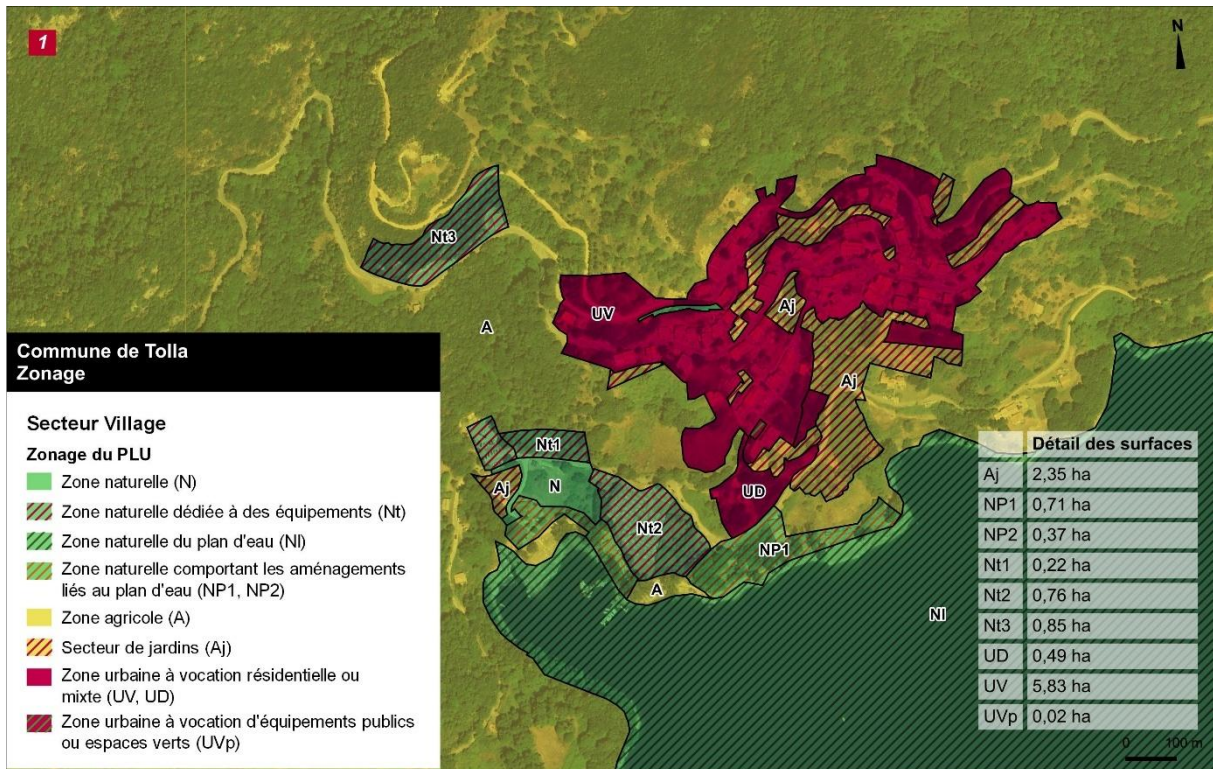 1
N
Nt3
UV
A
Aj
Aj
Nt1
Aj
N
Nt2
UD
NP1
A
Nl
Commune de Tolla
Zonage
Secteur Village
Zonage du PLU
Zone naturelle (N)
Zone naturelle dédiée à des équipements (Nt)
Zone naturelle du plan d'eau (Nl)
Zone naturelle comportant les aménagements
liés au plan d'eau (NP1, NP2)
Zone agricole (A)
Secteur de jardins (Aj)
Zone urbaine à vocation résidentielle ou
mixte (UV, UD)
Zone urbaine à vocation d'équipements publics
ou espaces verts (UVp)
Détail des surfaces
Aj 2,35 ha
NP1 0,71 ha
NP2 0,37 ha
Nt1 0,22 ha
Nt2 0,76 ha
Nt3 0,85 ha
UD 0,49 ha
UV 5,83 ha
UVp 0,02 ha
0 100 m